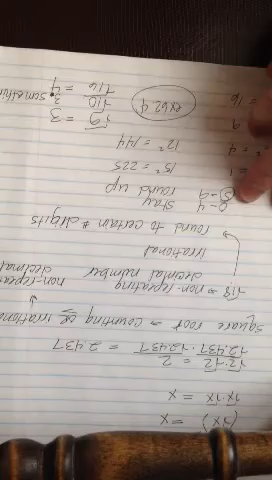 (√x)² = x
√x · √x = x
√2 · √2 = 2
√2.437 · √2.437 = 2.437
square root → counting or irrational
√18 → non-repeating non-repea
decimal number decimal
irrational
round to certain # digits
0-4 stay
5-9 round up
15² = 225
12² = 144
√9 = 3
√10
√16 = 4
= 1
² = 4
9
= 16